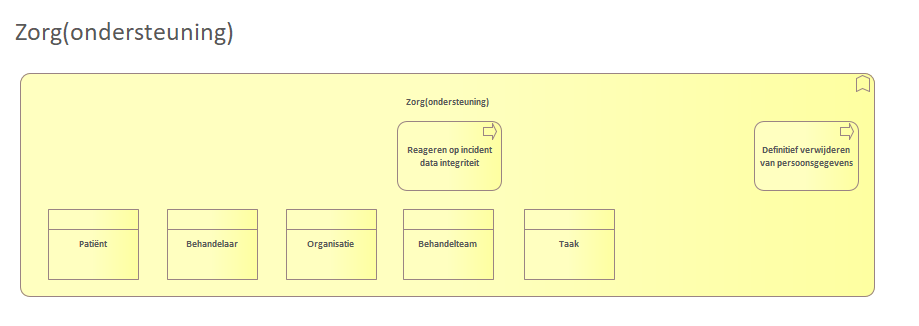 Zorg(ondersteuning)
Zorg(ondersteuning)
Reageren op incident
data integriteit
Definitief verwijderen
van persoonsgegevens
Patiënt
Behandelaar
Organisatie
Behandelteam
Taak